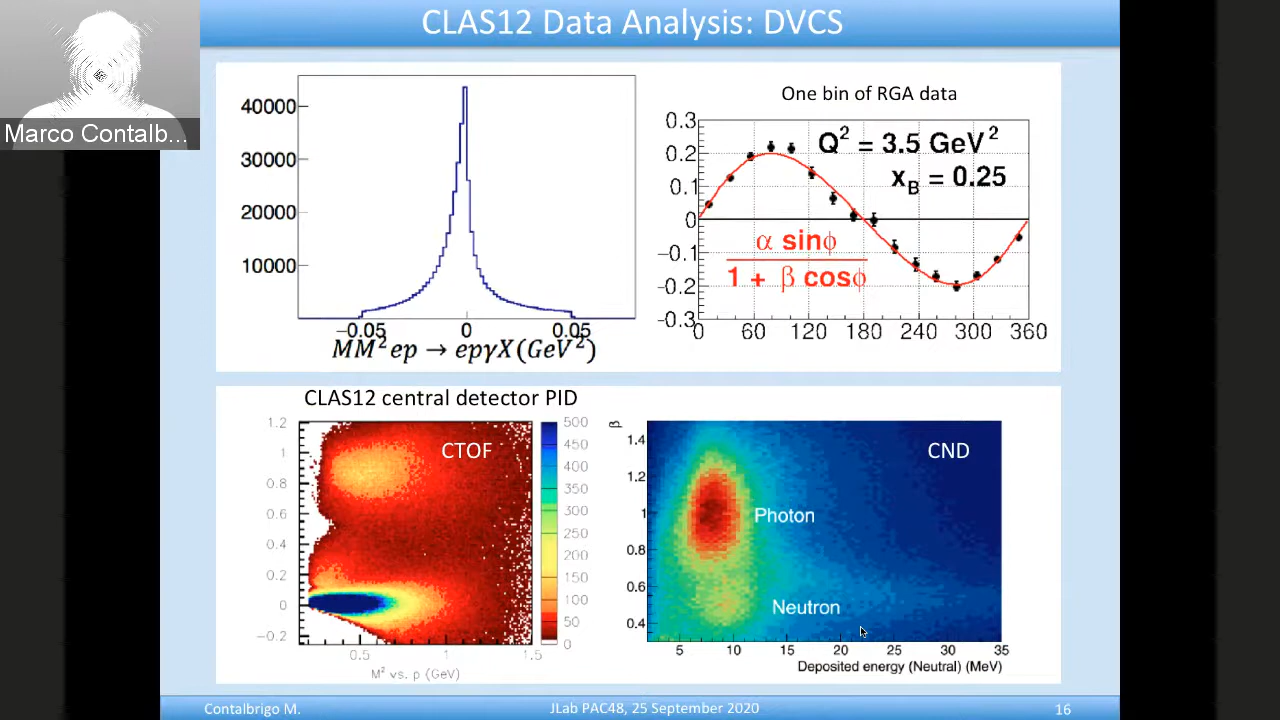 CLAS12 Data Analysis: DVCS
Marco Contalb...
40000
30000
20000
10000
−0.05 0 0.05
MM² ep → epγX(GeV²)
One bin of RGA data
0.3
0.2
0.1
0
-0.1
-0.2
-0.3
Q² = 3.5 GeV²
x_B = 0.25
α sinϕ
1 + β cosϕ
0 60 120 180 240 300 360
CLAS12 central detector PID
CTOF
1.2
1
0.8
0.6
0.4
0.2
0
−0.2
0.5 1 1.5
M² vs. p (GeV)
500
450
400
350
300
250
200
150
100
50
0
β
CND
1.4
1.2
1
0.8
0.6
0.4
Photon
Neutron
5 10 15 20 25 30 35
Deposited energy (Neutral) (MeV)
Contalbrigo M.
JLab PAC48, 25 September 2020
16